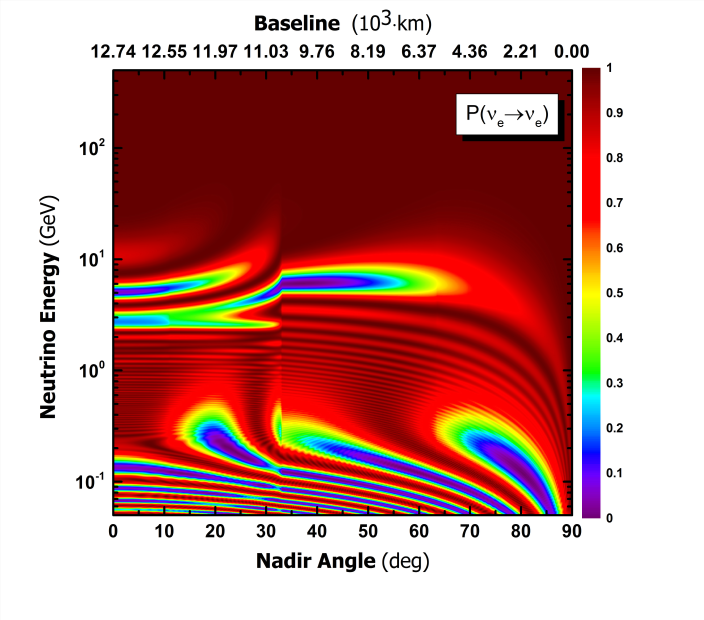 Baseline (10³·km)
12.74 12.55 11.97 11.03 9.76 8.19 6.37 4.36 2.21 0.00
P(νₑ→νₑ)
1
0.9
0.8
0.7
0.6
0.5
0.4
0.3
0.2
0.1
0
10²
10¹
10⁰
10⁻¹
Neutrino Energy (GeV)
0 10 20 30 40 50 60 70 80 90
Nadir Angle (deg)